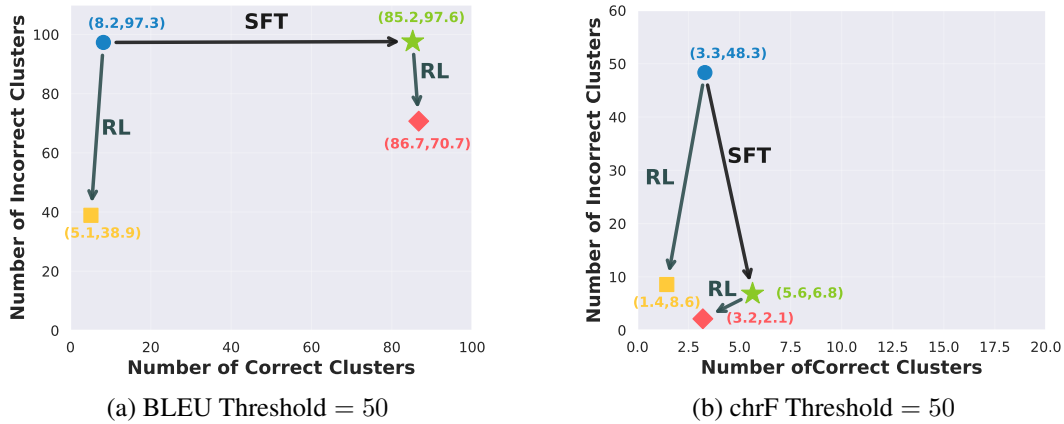 Number of Incorrect Clusters
100
80
60
40
20
0
(8.2,97.3)
SFT
(85.2,97.6)
RL
RL
(86.7,70.7)
(5.1,38.9)
0 20 40 60 80 100
Number of Correct Clusters
(a) BLEU Threshold = 50
Number of Incorrect Clusters
60
50
40
30
20
10
0
(3.3,48.3)
SFT
RL
RL
(5.6,6.8)
(1.4,8.6)
(3.2,2.1)
0.0 2.5 5.0 7.5 10.0 12.5 15.0 17.5 20.0
Number ofCorrect Clusters
(b) chrF Threshold = 50